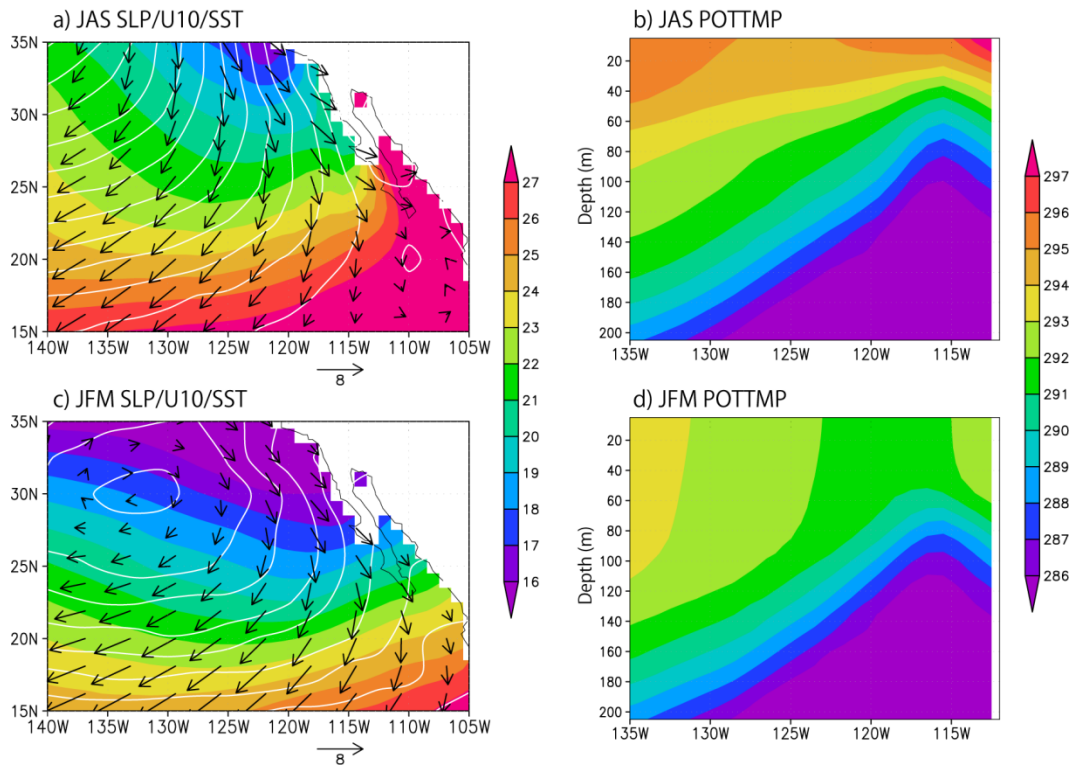 a) JAS SLP/U10/SST
35N
30N
25N
20N
15N
140W 135W 130W 125W 120W 115W 110W 105W
8
27
26
25
24
23
22
21
20
19
18
17
16
b) JAS POTTMP
Depth (m)
20
40
60
80
100
120
140
160
180
200
135W 130W 125W 120W 115W
297
296
295
294
293
292
291
290
289
288
287
286
c) JFM SLP/U10/SST
35N
30N
25N
20N
15N
140W 135W 130W 125W 120W 115W 110W 105W
8
d) JFM POTTMP
Depth (m)
20
40
60
80
100
120
140
160
180
200
135W 130W 125W 120W 115W